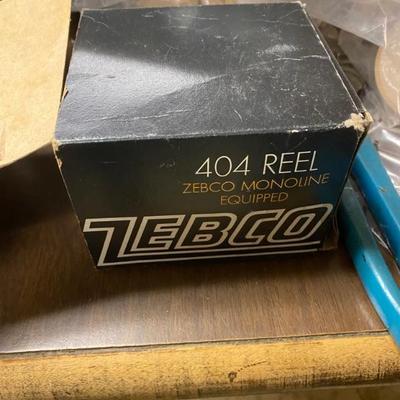 404 REEL
ZEBCO MONOLINE
EQUIPPED
ZEBCO